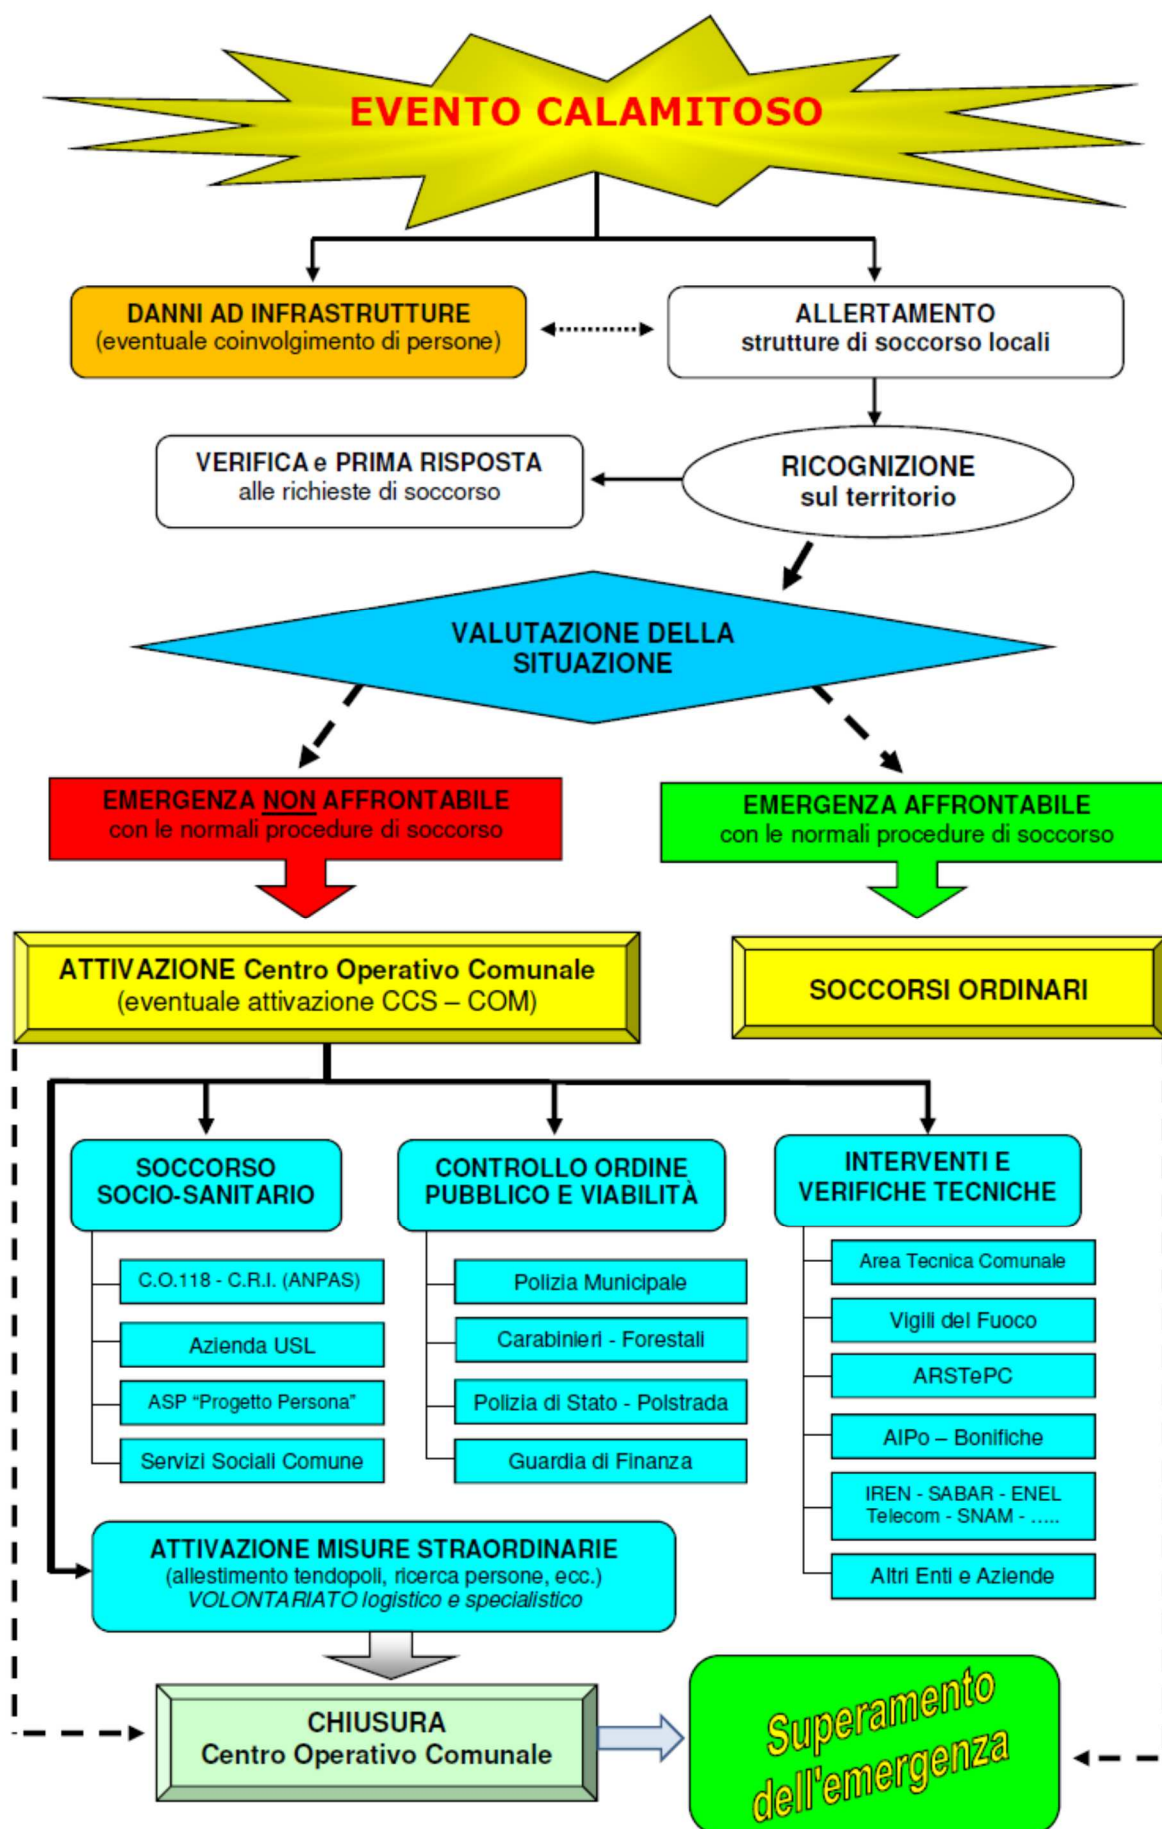 EVENTO CALAMITOSO
DANNI AD INFRASTRUTTURE
(eventuale coinvolgimento di persone)
ALLERTAMENTO
strutture di soccorso locali
VERIFICA e PRIMA RISPOSTA
alle richieste di soccorso
RICOGNIZIONE
sul territorio
VALUTAZIONE DELLA
SITUAZIONE
EMERGENZA NON AFFRONTABILE
con le normali procedure di soccorso
EMERGENZA AFFRONTABILE
con le normali procedure di soccorso
ATTIVAZIONE Centro Operativo Comunale
(eventuale attivazione CCS – COM)
SOCCORSI ORDINARI
SOCCORSO
SOCIO-SANITARIO
C.O.118 - C.R.I. (ANPAS)
Azienda USL
ASP “Progetto Persona”
Servizi Sociali Comune
CONTROLLO ORDINE
PUBBLICO E VIABILITÀ
Polizia Municipale
Carabinieri - Forestali
Polizia di Stato - Polstrada
Guardia di Finanza
INTERVENTI E
VERIFICHE TECNICHE
Area Tecnica Comunale
Vigili del Fuoco
ARSTePC
AIPo – Bonifiche
IREN - SABAR - ENEL
Telecom - SNAM - …..
Altri Enti e Aziende
ATTIVAZIONE MISURE STRAORDINARIE
(allestimento tendopoli, ricerca persone, ecc.)
VOLONTARIATO logistico e specialistico
CHIUSURA
Centro Operativo Comunale
Superamento
dell'emergenza